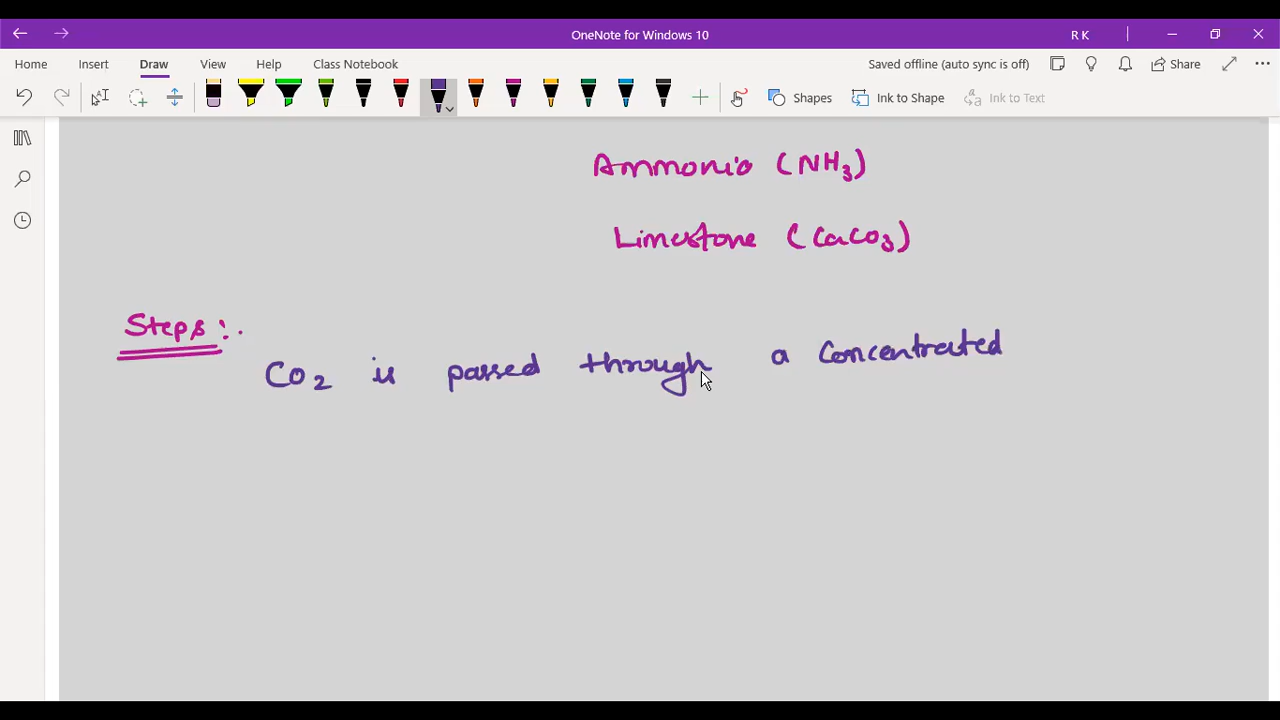 OneNote for Windows 10
R K
Home Insert Draw View Help Class Notebook
Saved offline (auto sync is off)
Share
Shapes Ink to Shape Ink to Text
Ammonia (NH3)
Limestone (CaCO3)
Steps :.
CO2 is passed through a Concentrated